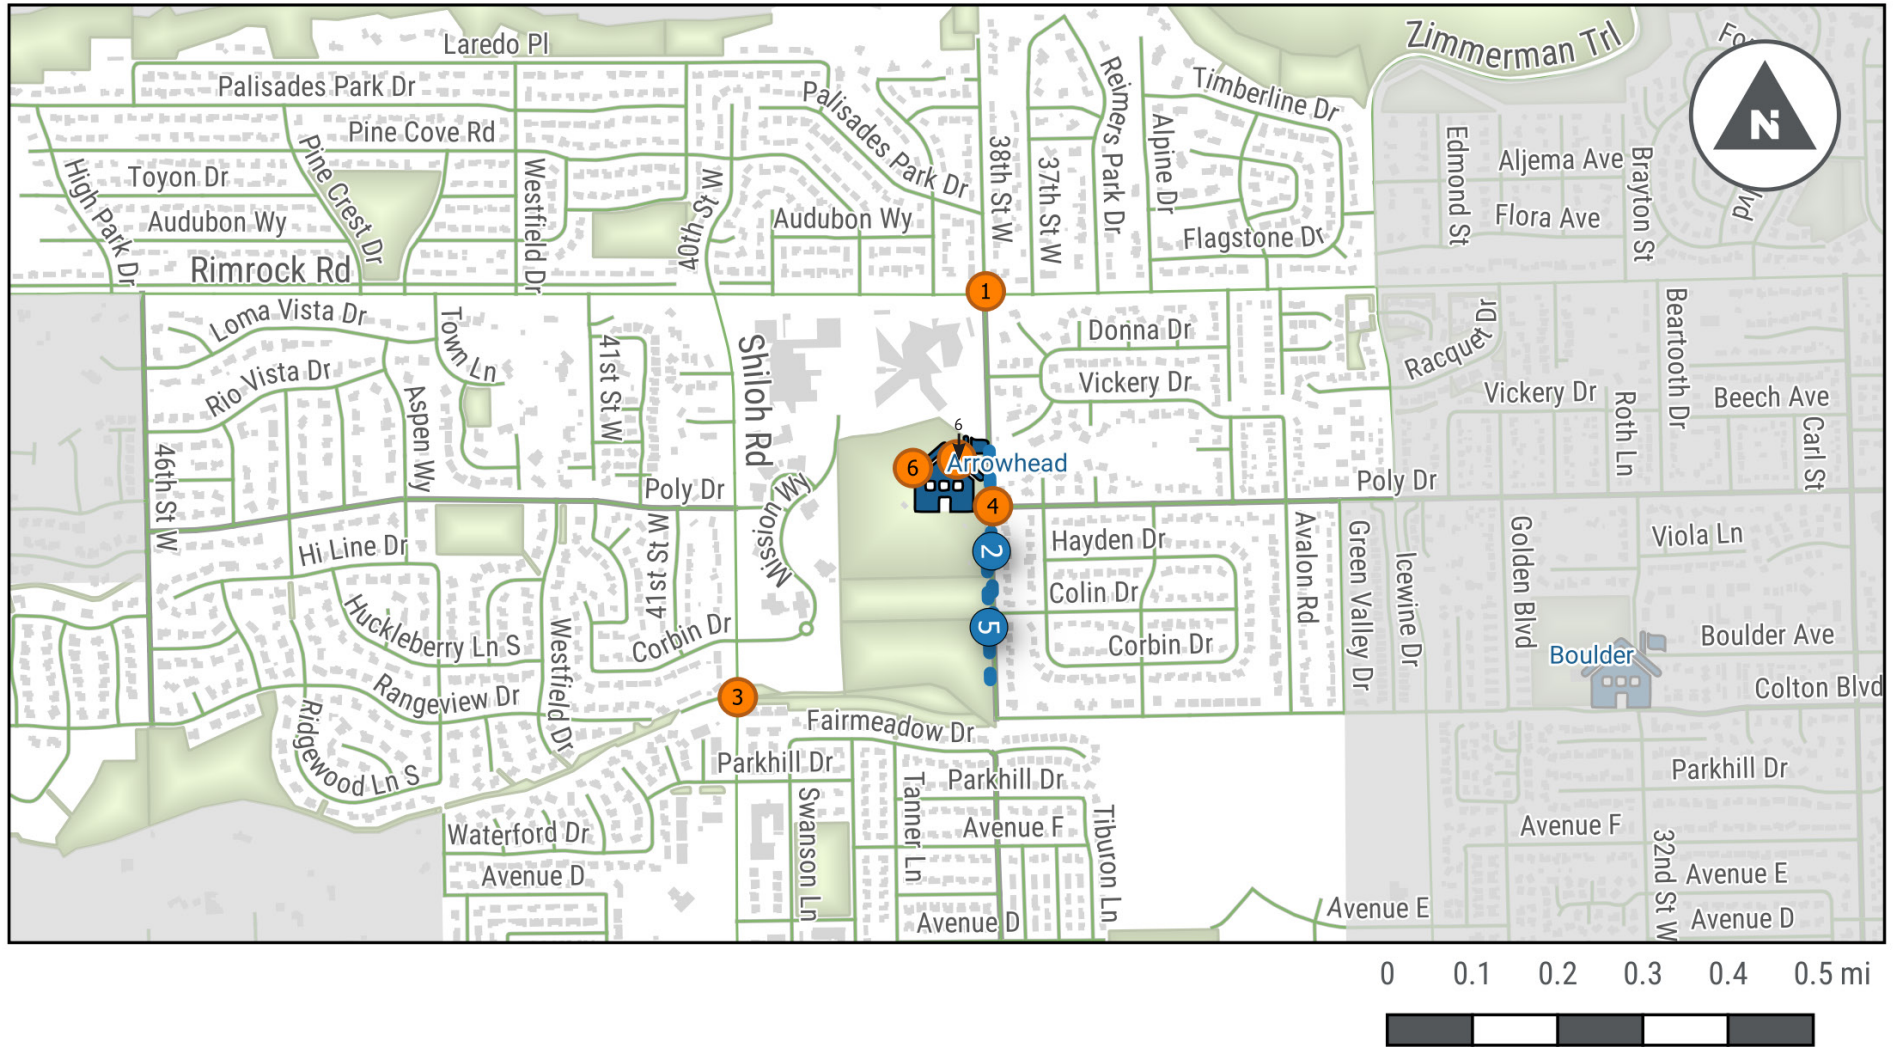 Laredo Pl
Zimmerman Trl
Palisades Park Dr
Timberline Dr
Palisades Park Dr
Reimers Park Dr
N
Pine Cove Rd
Alpine Dr
Edmond St
Aljema Ave
Brayton St
Toyon Dr
High Park Dr
Pine Crest Dr
Westfield Dr
40th St W
38th St W
37th St W
Audubon Wy
Audubon Wy
Flora Ave
Flagstone Dr
Rimrock Rd
1
Loma Vista Dr
Town Ln
Donna Dr
Racquet Dr
Beartooth Dr
Rio Vista Dr
Aspen Wy
41st St W
Shiloh Rd
Vickery Dr
Vickery Dr
Roth Ln
Beech Ave
Carl St
46th St W
6
6
Arrowhead
Poly Dr
Poly Dr
4
Mission Wy
Hi Line Dr
41st St W
2
Hayden Dr
Avalon Rd
Green Valley Dr
Icewine Dr
Golden Blvd
Viola Ln
Huckleberry Ln S
Westfield Dr
Corbin Dr
5
Colin Dr
Corbin Dr
Boulder
Boulder Ave
Rangeview Dr
3
Colton Blvd
Ridgewood Ln S
Fairmeadow Dr
Parkhill Dr
Parkhill Dr
Parkhill Dr
Swanson Ln
Tanner Ln
Tiburon Ln
Waterford Dr
Avenue F
Avenue F
32nd St W
Avenue D
Avenue E
Avenue E
Avenue D
Avenue D
0 0.1 0.2 0.3 0.4 0.5 mi